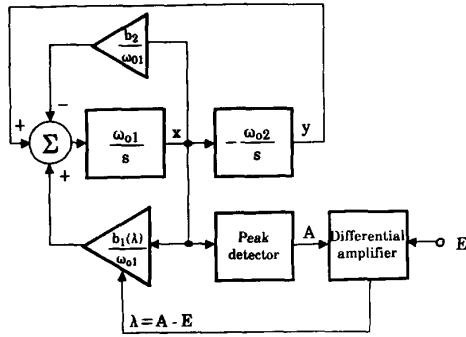 b₂
ω₀₁
−
+
Σ
+
ω₀₁
s
x
−ω₀₂
s
y
b₁(λ)
ω₀₁
Peak
detector
A
Differential
amplifier
E
λ = A - E